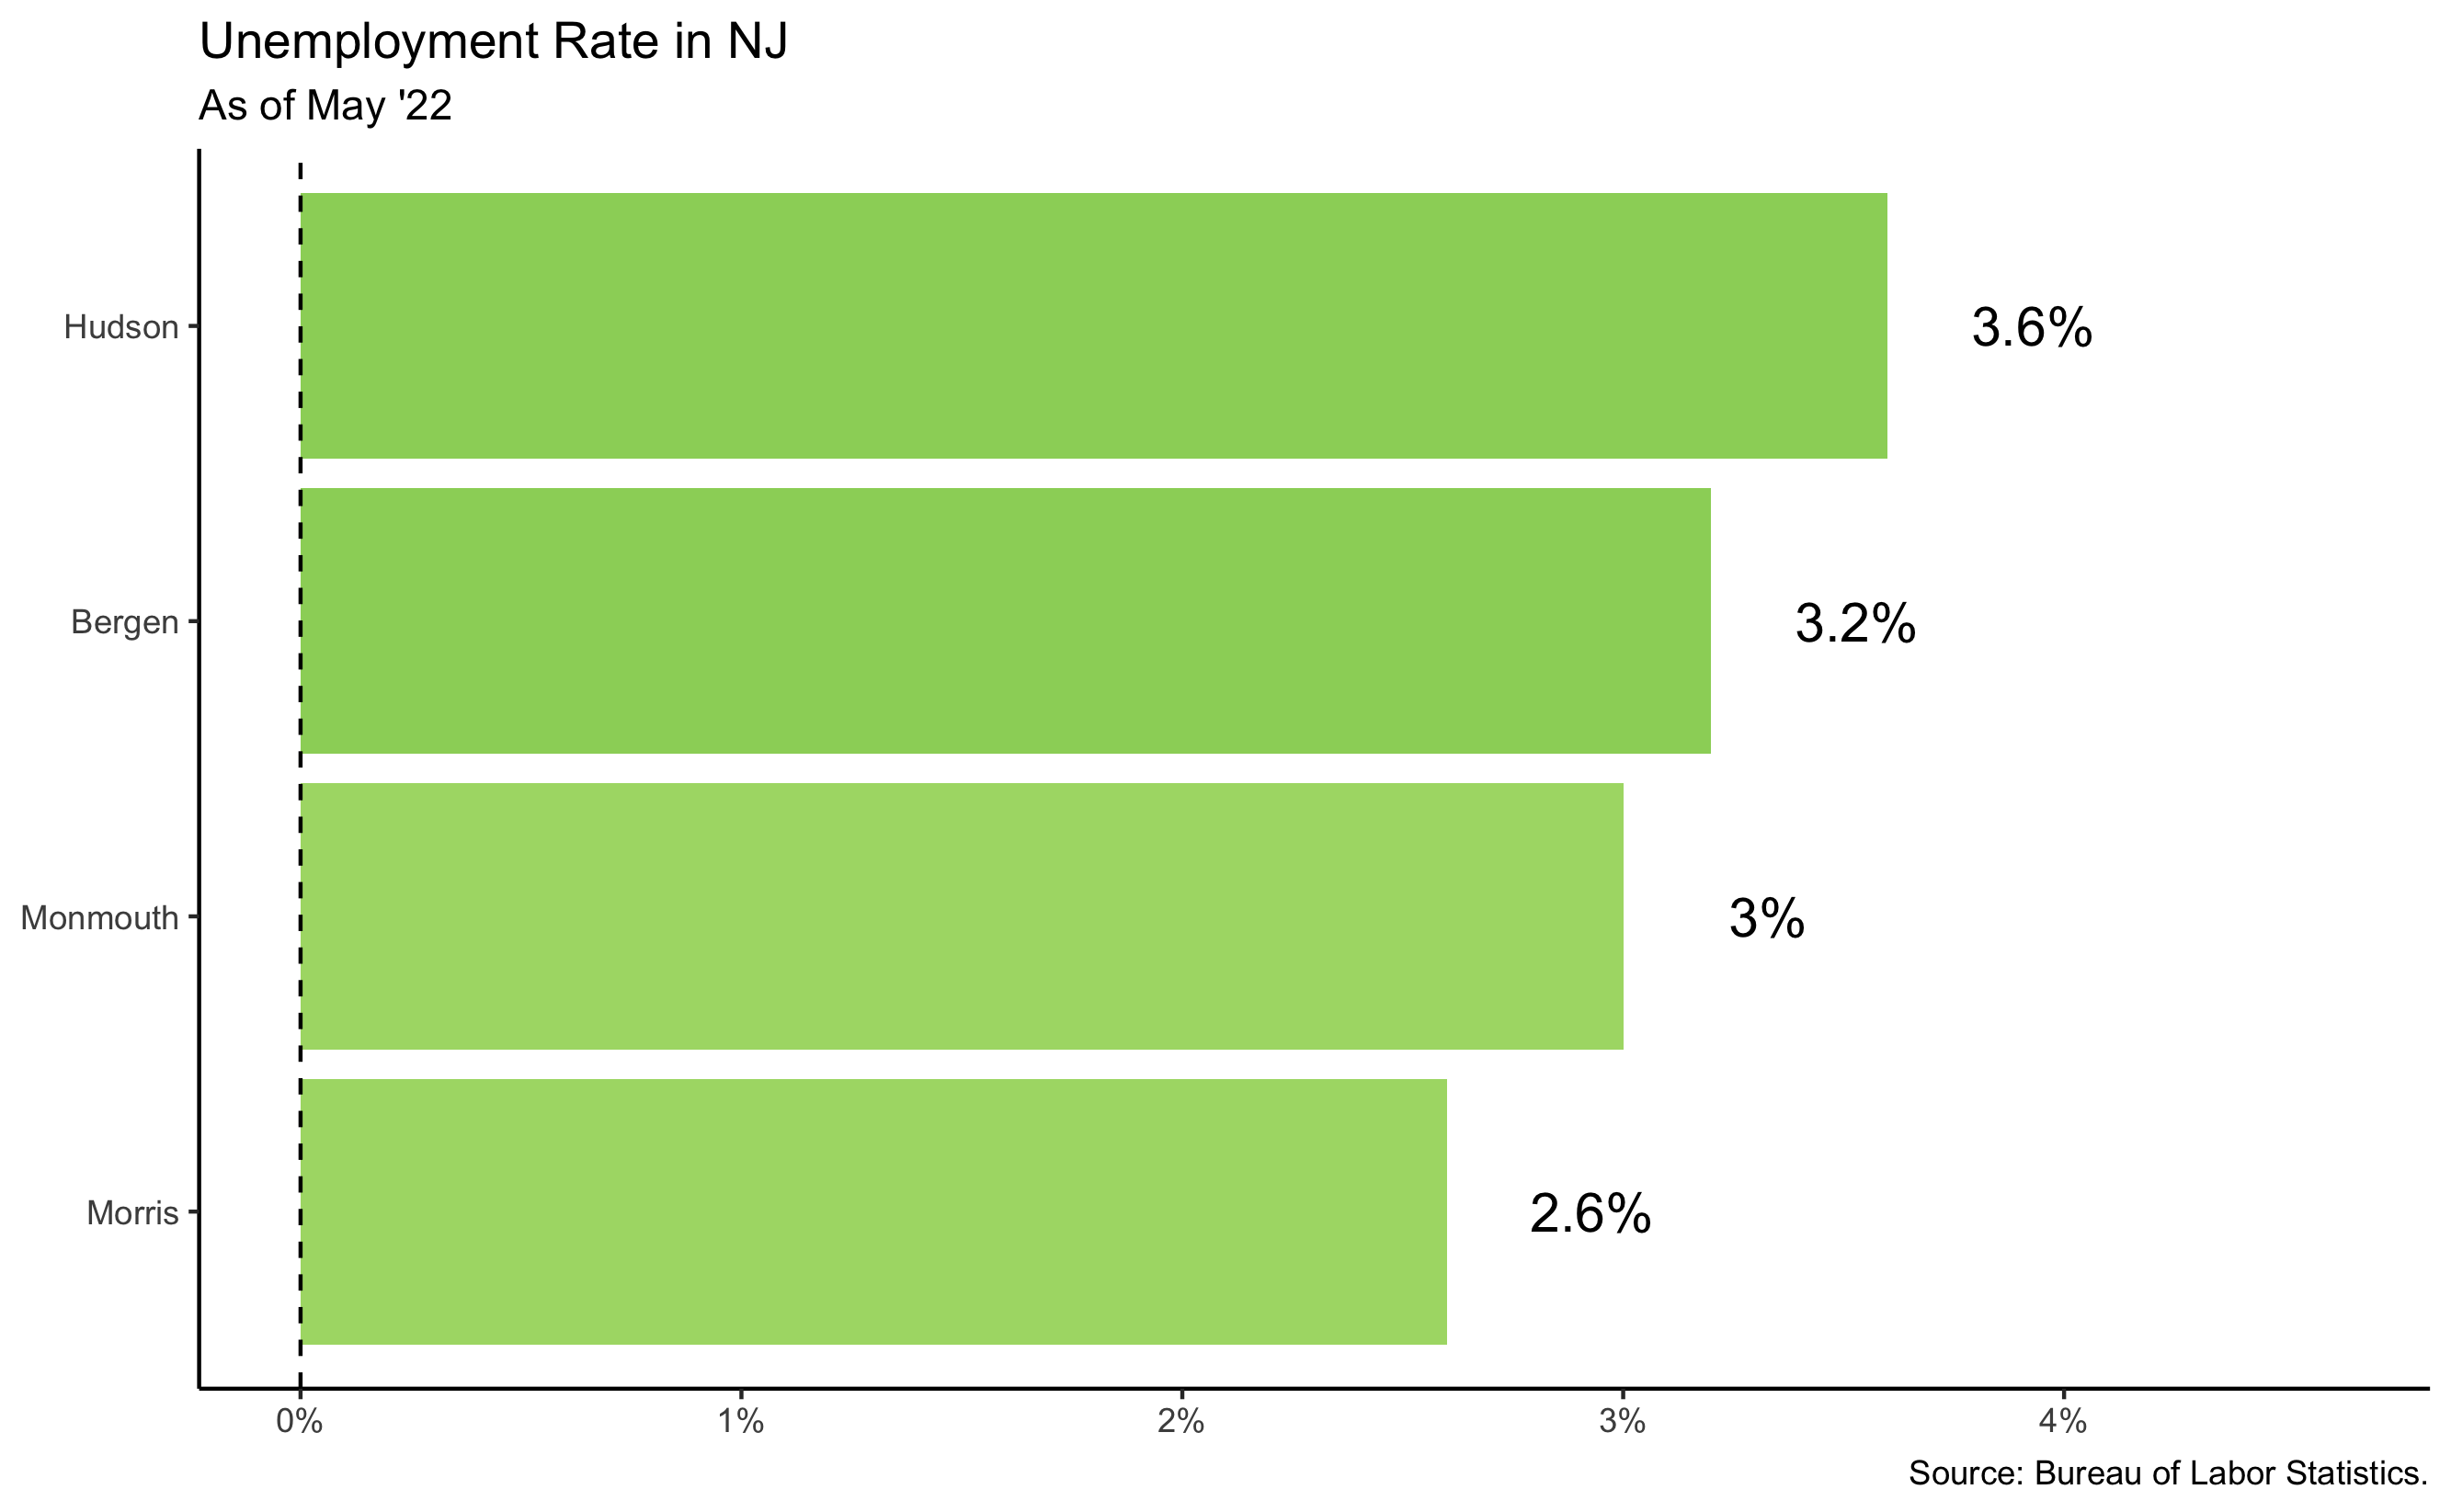 Unemployment Rate in NJ
As of May '22
Hudson
3.6%
Bergen
3.2%
Monmouth
3%
Morris
2.6%
0% 1% 2% 3% 4%
Source: Bureau of Labor Statistics.